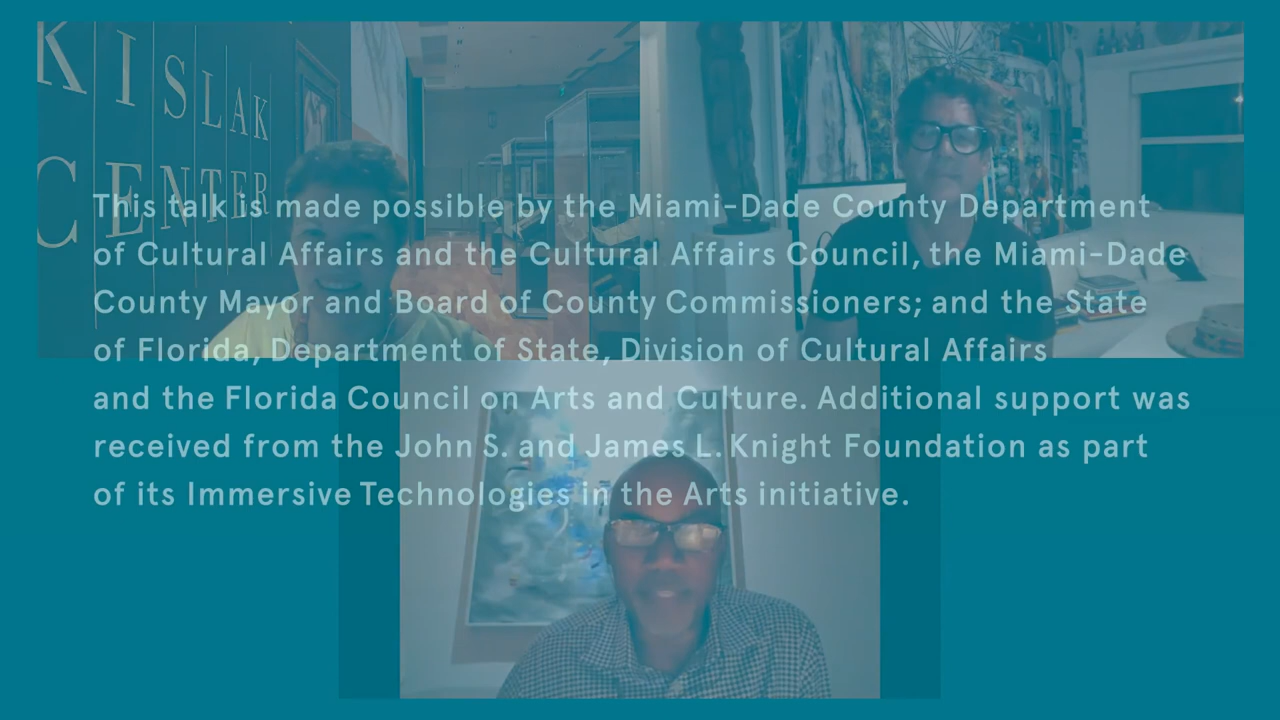 KISLAK
CENTER
This talk is made possible by the Miami-Dade County Department
of Cultural Affairs and the Cultural Affairs Council, the Miami-Dade
County Mayor and Board of County Commissioners; and the State
of Florida, Department of State, Division of Cultural Affairs
and the Florida Council on Arts and Culture. Additional support was
received from the John S. and James L. Knight Foundation as part
of its Immersive Technologies in the Arts initiative.